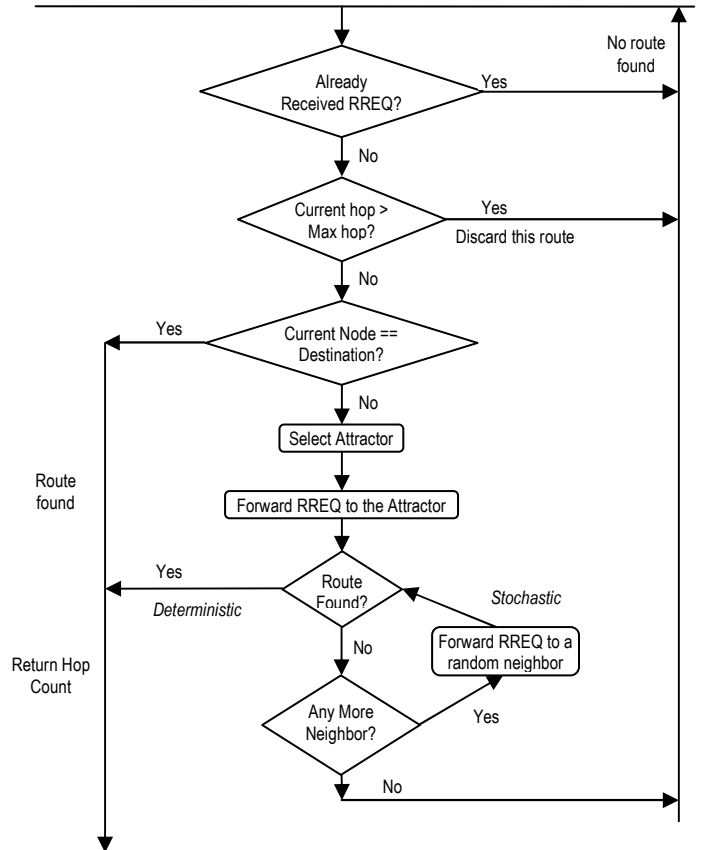 No route
found
Already
Received RREQ?
Yes
No
Current hop >
Max hop?
Yes
Discard this route
No
Current Node ==
Destination?
Yes
No
Select Attractor
Route
found
Forward RREQ to the Attractor
Route
Found?
Yes
Deterministic
Stochastic
Forward RREQ to a
random neighbor
No
Return Hop
Count
Any More
Neighbor?
Yes
No